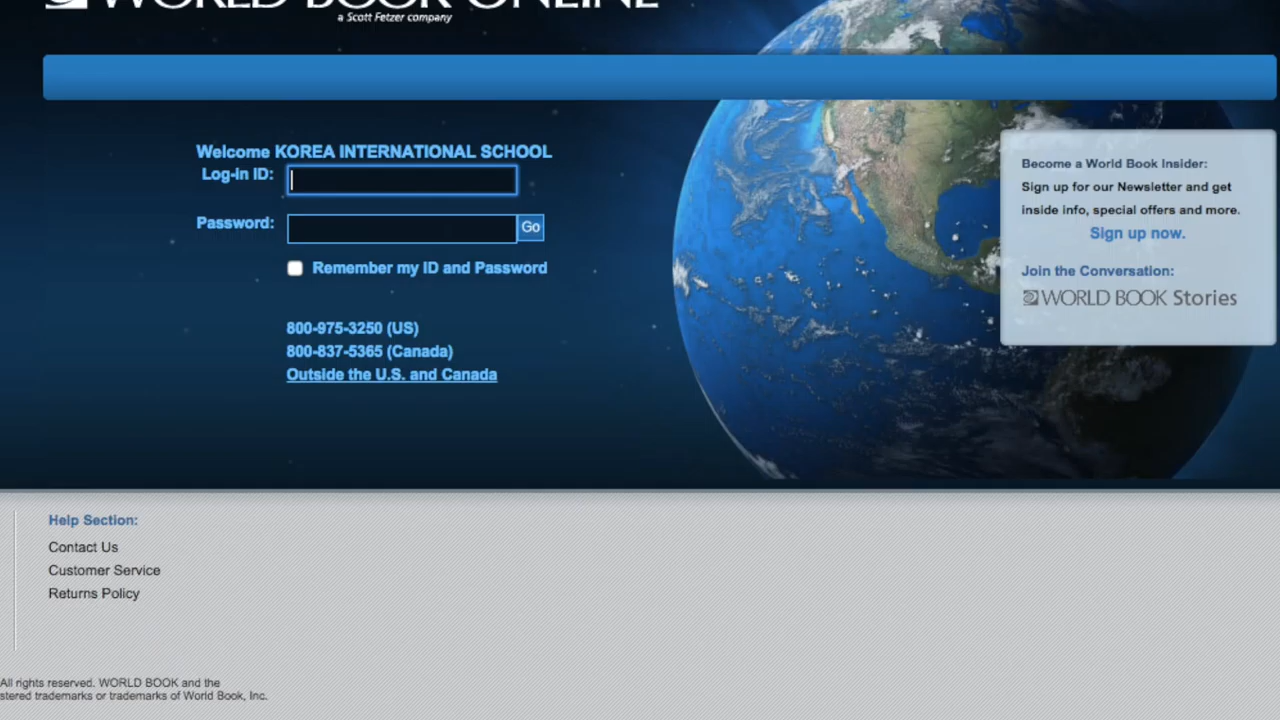 WORLD BOOK ONLINE
a Scott Fetzer company
Welcome KOREA INTERNATIONAL SCHOOL
Log-In ID:
Password:
Go
Remember my ID and Password
800-975-3250 (US)
800-837-5365 (Canada)
Outside the U.S. and Canada
Become a World Book Insider:
Sign up for our Newsletter and get
inside info, special offers and more.
Sign up now.
Join the Conversation:
WORLD BOOK Stories
Help Section:
Contact Us
Customer Service
Returns Policy
All rights reserved. WORLD BOOK and the
stered trademarks or trademarks of World Book, Inc.